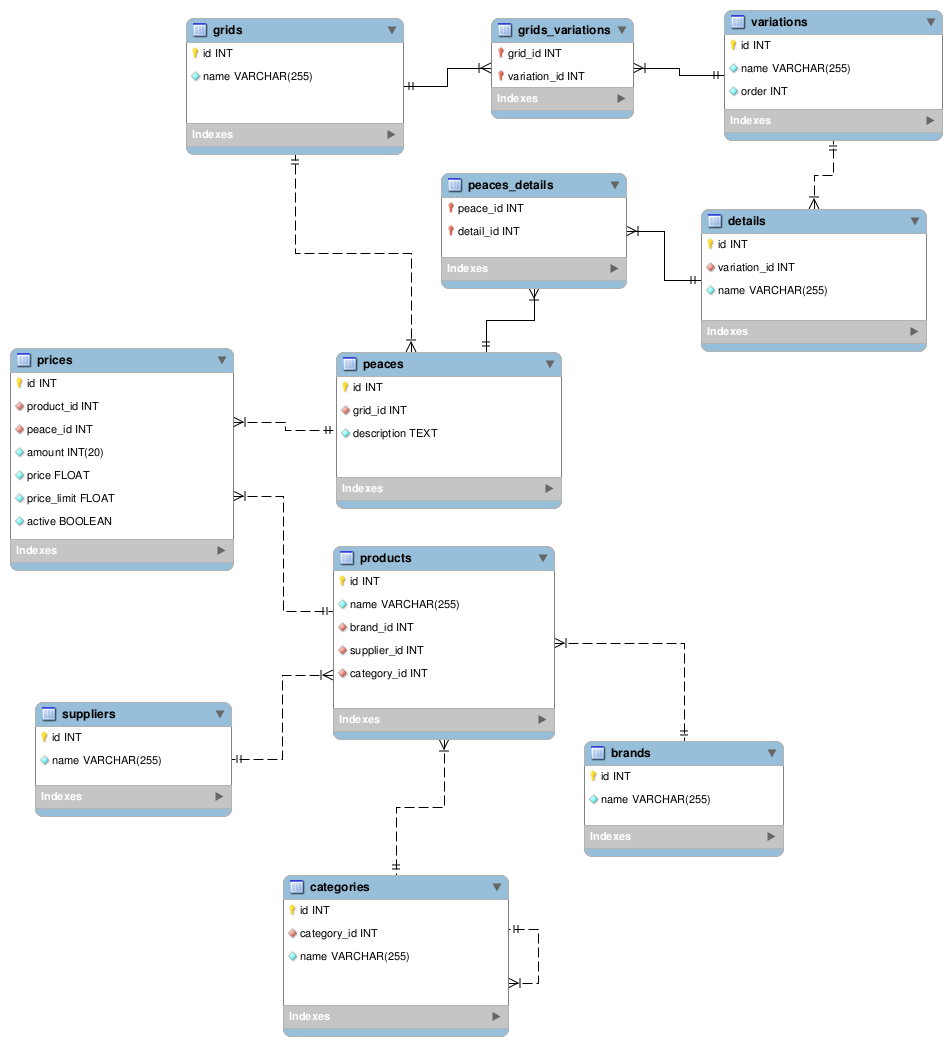 grids
id INT
name VARCHAR(255)
Indexes
grids_variations
grid_id INT
variation_id INT
Indexes
variations
id INT
name VARCHAR(255)
order INT
Indexes
peaces_details
peace_id INT
detail_id INT
Indexes
details
id INT
variation_id INT
name VARCHAR(255)
Indexes
prices
id INT
product_id INT
peace_id INT
amount INT(20)
price FLOAT
price_limit FLOAT
active BOOLEAN
Indexes
peaces
id INT
grid_id INT
description TEXT
Indexes
products
id INT
name VARCHAR(255)
brand_id INT
supplier_id INT
category_id INT
Indexes
suppliers
id INT
name VARCHAR(255)
Indexes
brands
id INT
name VARCHAR(255)
Indexes
categories
id INT
category_id INT
name VARCHAR(255)
Indexes